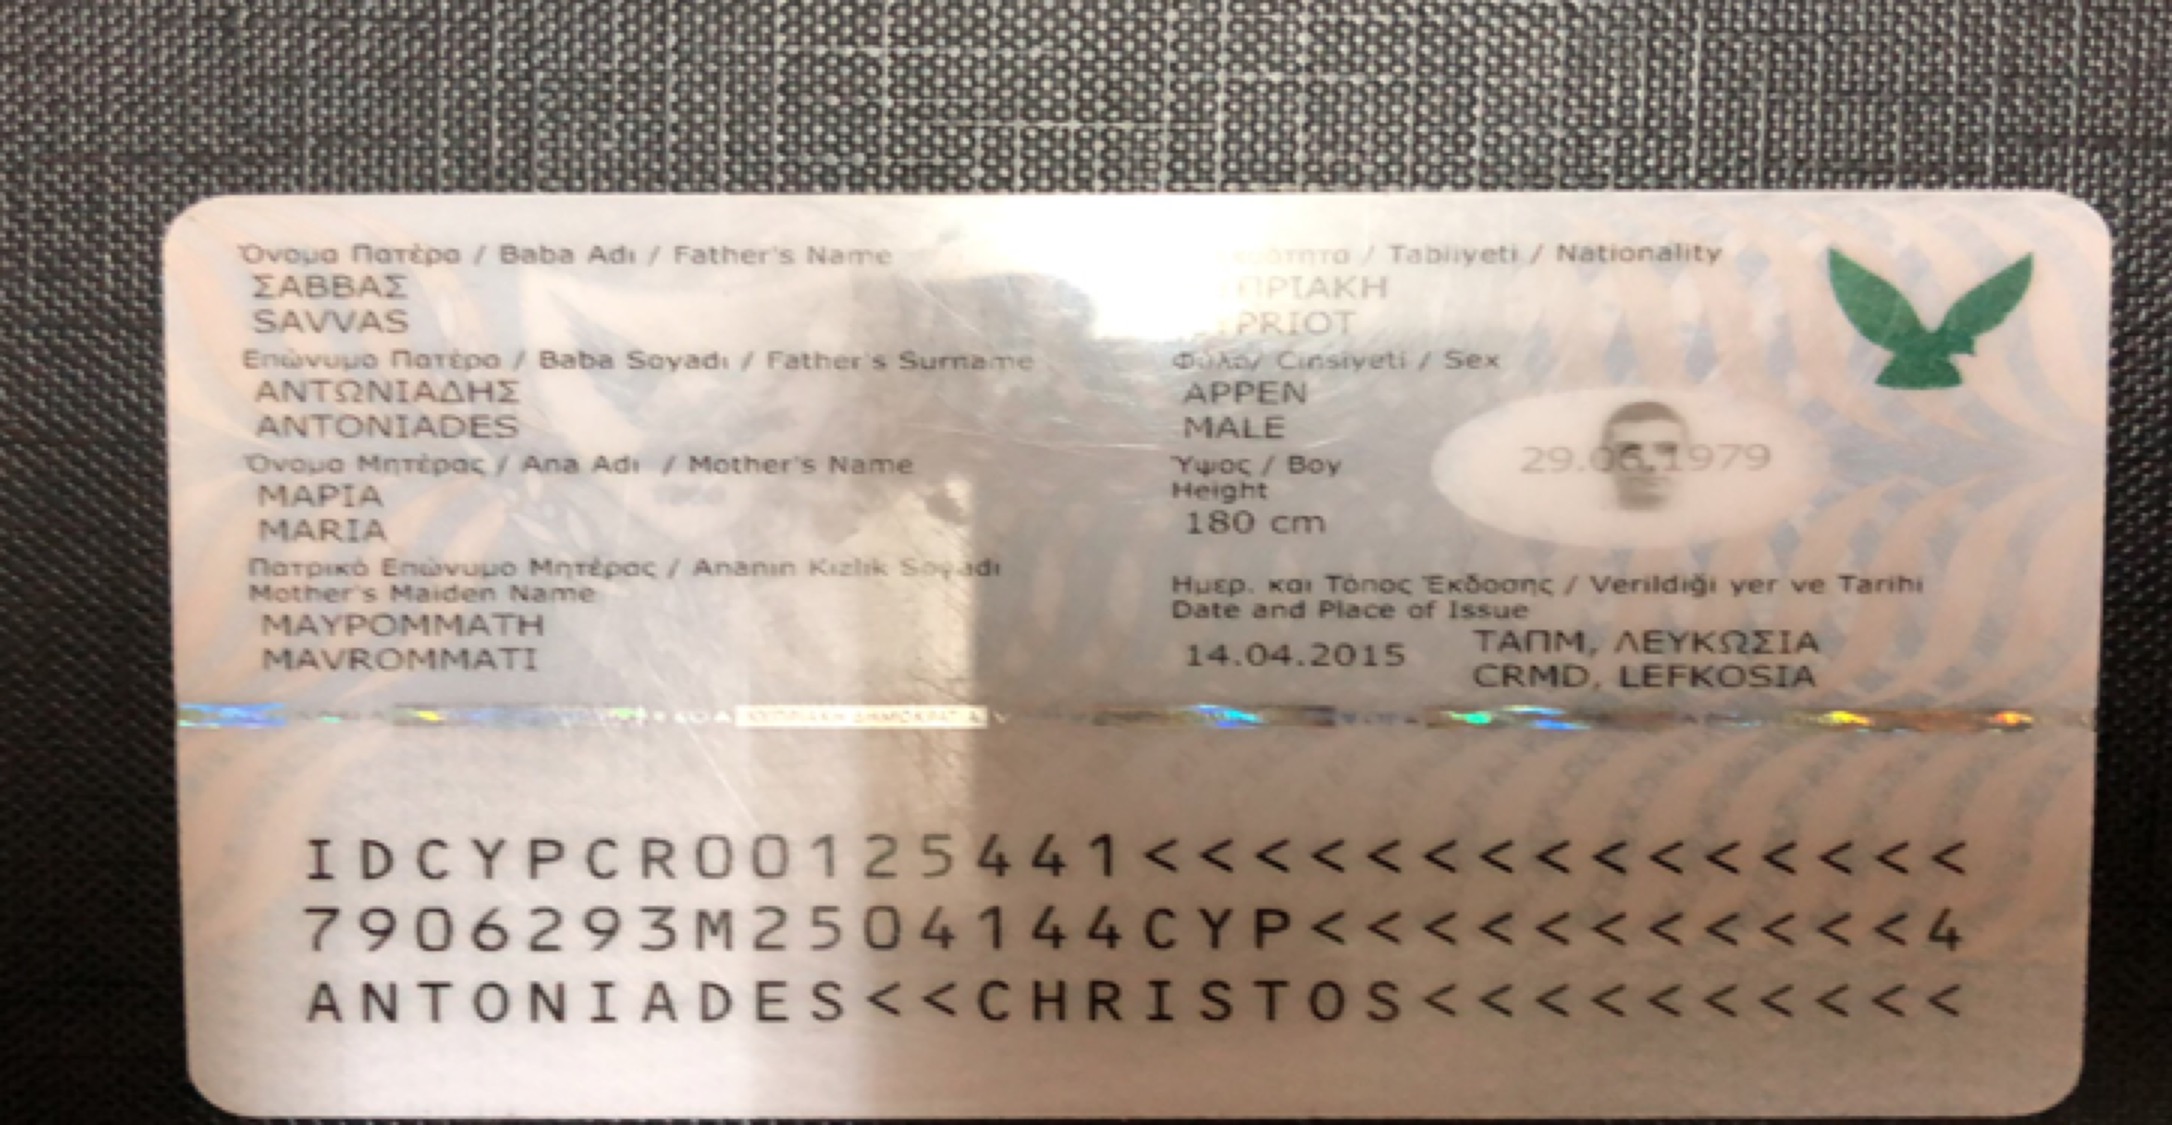 Όνομα Πατέρα / Baba Adı / Father's Name
ΣΑΒΒΑΣ
SAVVAS
Επώνυμο Πατέρα / Baba Soyadı / Father's Surname
ΑΝΤΩΝΙΑΔΗΣ
ANTONIADES
Όνομα Μητέρας / Ana Adı / Mother's Name
ΜΑΡΙΑ
MARIA
Πατρικό Επώνυμο Μητέρας / Ananın Kızlık Soyadı
Mother's Maiden Name
ΜΑΥΡΟΜΜΑΤΗ
MAVROMMATI
/ Tabiiyeti / Nationality
Φύλο/ Cinsiyeti / Sex
ΑΡΡΕΝ
MALE
Ύψος / Boy
Height
180 cm
29.06.1979
Ημερ. και Τόπος Έκδοσης / Verildiği yer ve Tarihi
Date and Place of Issue
14.04.2015
ΤΑΠΜ, ΛΕΥΚΩΣΙΑ
CRMD, LEFKOSIA
IDCYPCR00125441<<<<<<<<<<<<<<<
7906293M2504144CYP<<<<<<<<<<<4
ANTONIADES<<CHRISTOS<<<<<<<<<<